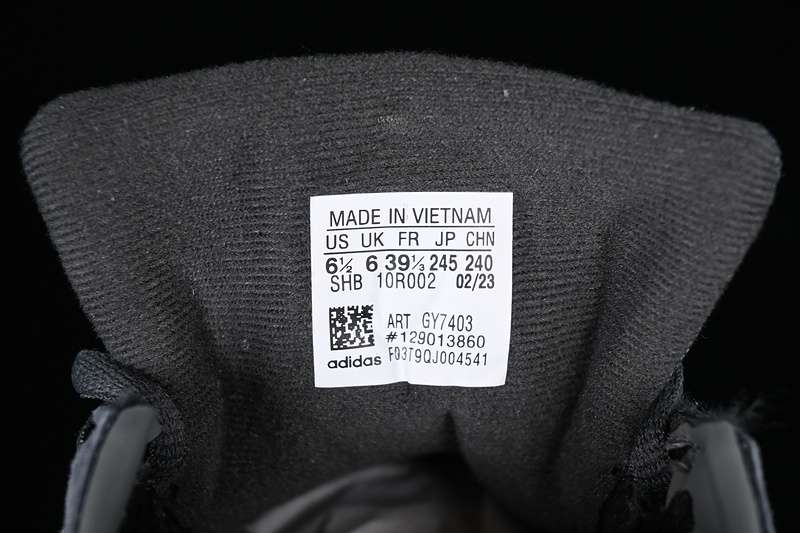 MADE IN VIETNAM
US UK FR JP CHN
6½ 6 39⅓ 245 240
SHB 10R002 02/23
ART GY7403
#129013860
adidas F03T9QJ004541